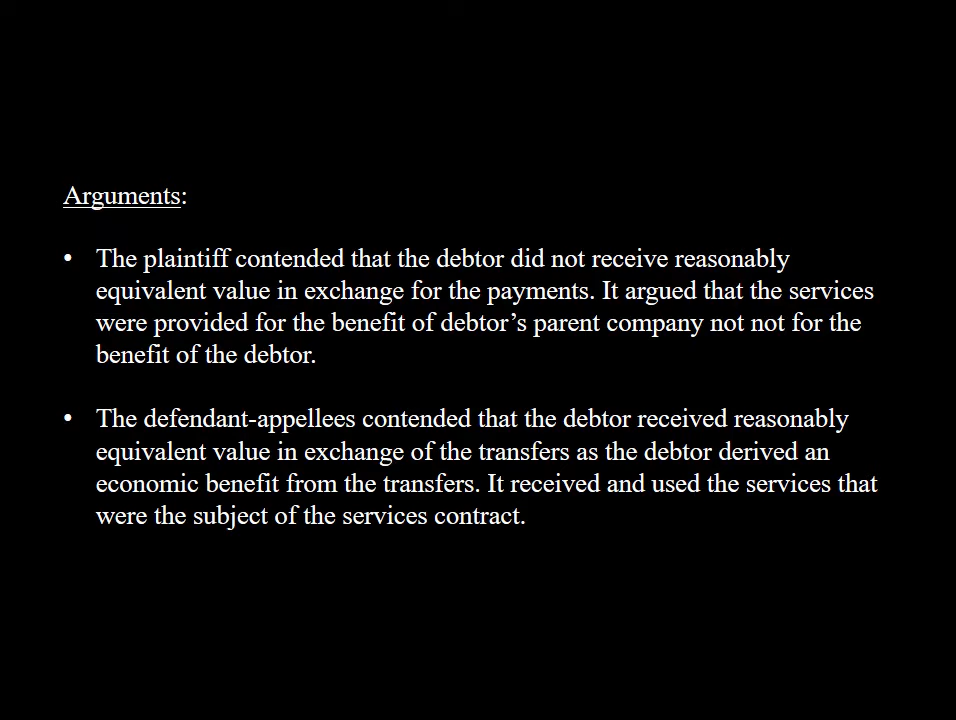 Arguments:
• The plaintiff contended that the debtor did not receive reasonably
equivalent value in exchange for the payments. It argued that the services
were provided for the benefit of debtor’s parent company not not for the
benefit of the debtor.
• The defendant-appellees contended that the debtor received reasonably
equivalent value in exchange of the transfers as the debtor derived an
economic benefit from the transfers. It received and used the services that
were the subject of the services contract.